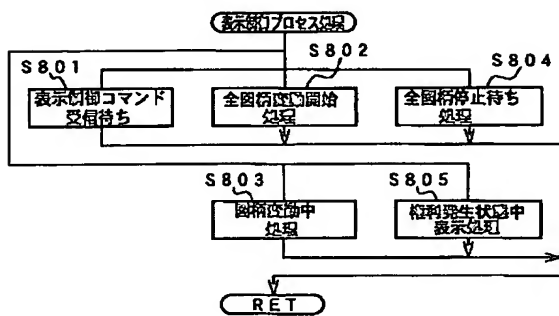 表示制御プロセス処理
S801
S802
S804
表示制御コマンド
受信待ち
全図柄変動開始
処理
全図柄停止待ち
処理
S803
S805
図柄変動中
処理
権利発生状態中
表示処理
RET